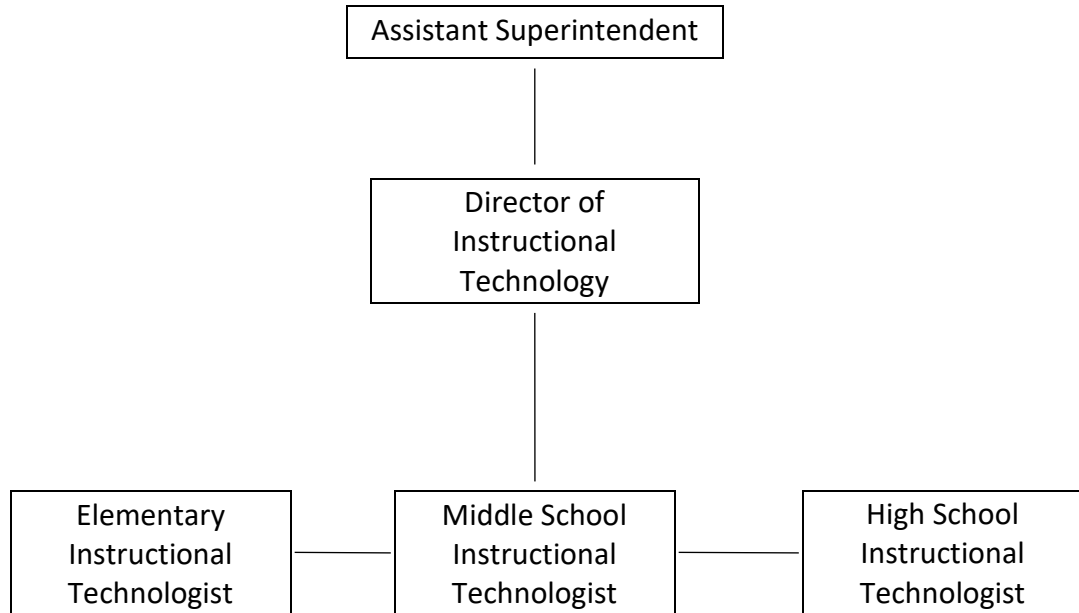 Assistant Superintendent
Director of
Instructional
Technology
Elementary
Instructional
Technologist
Middle School
Instructional
Technologist
High School
Instructional
Technologist